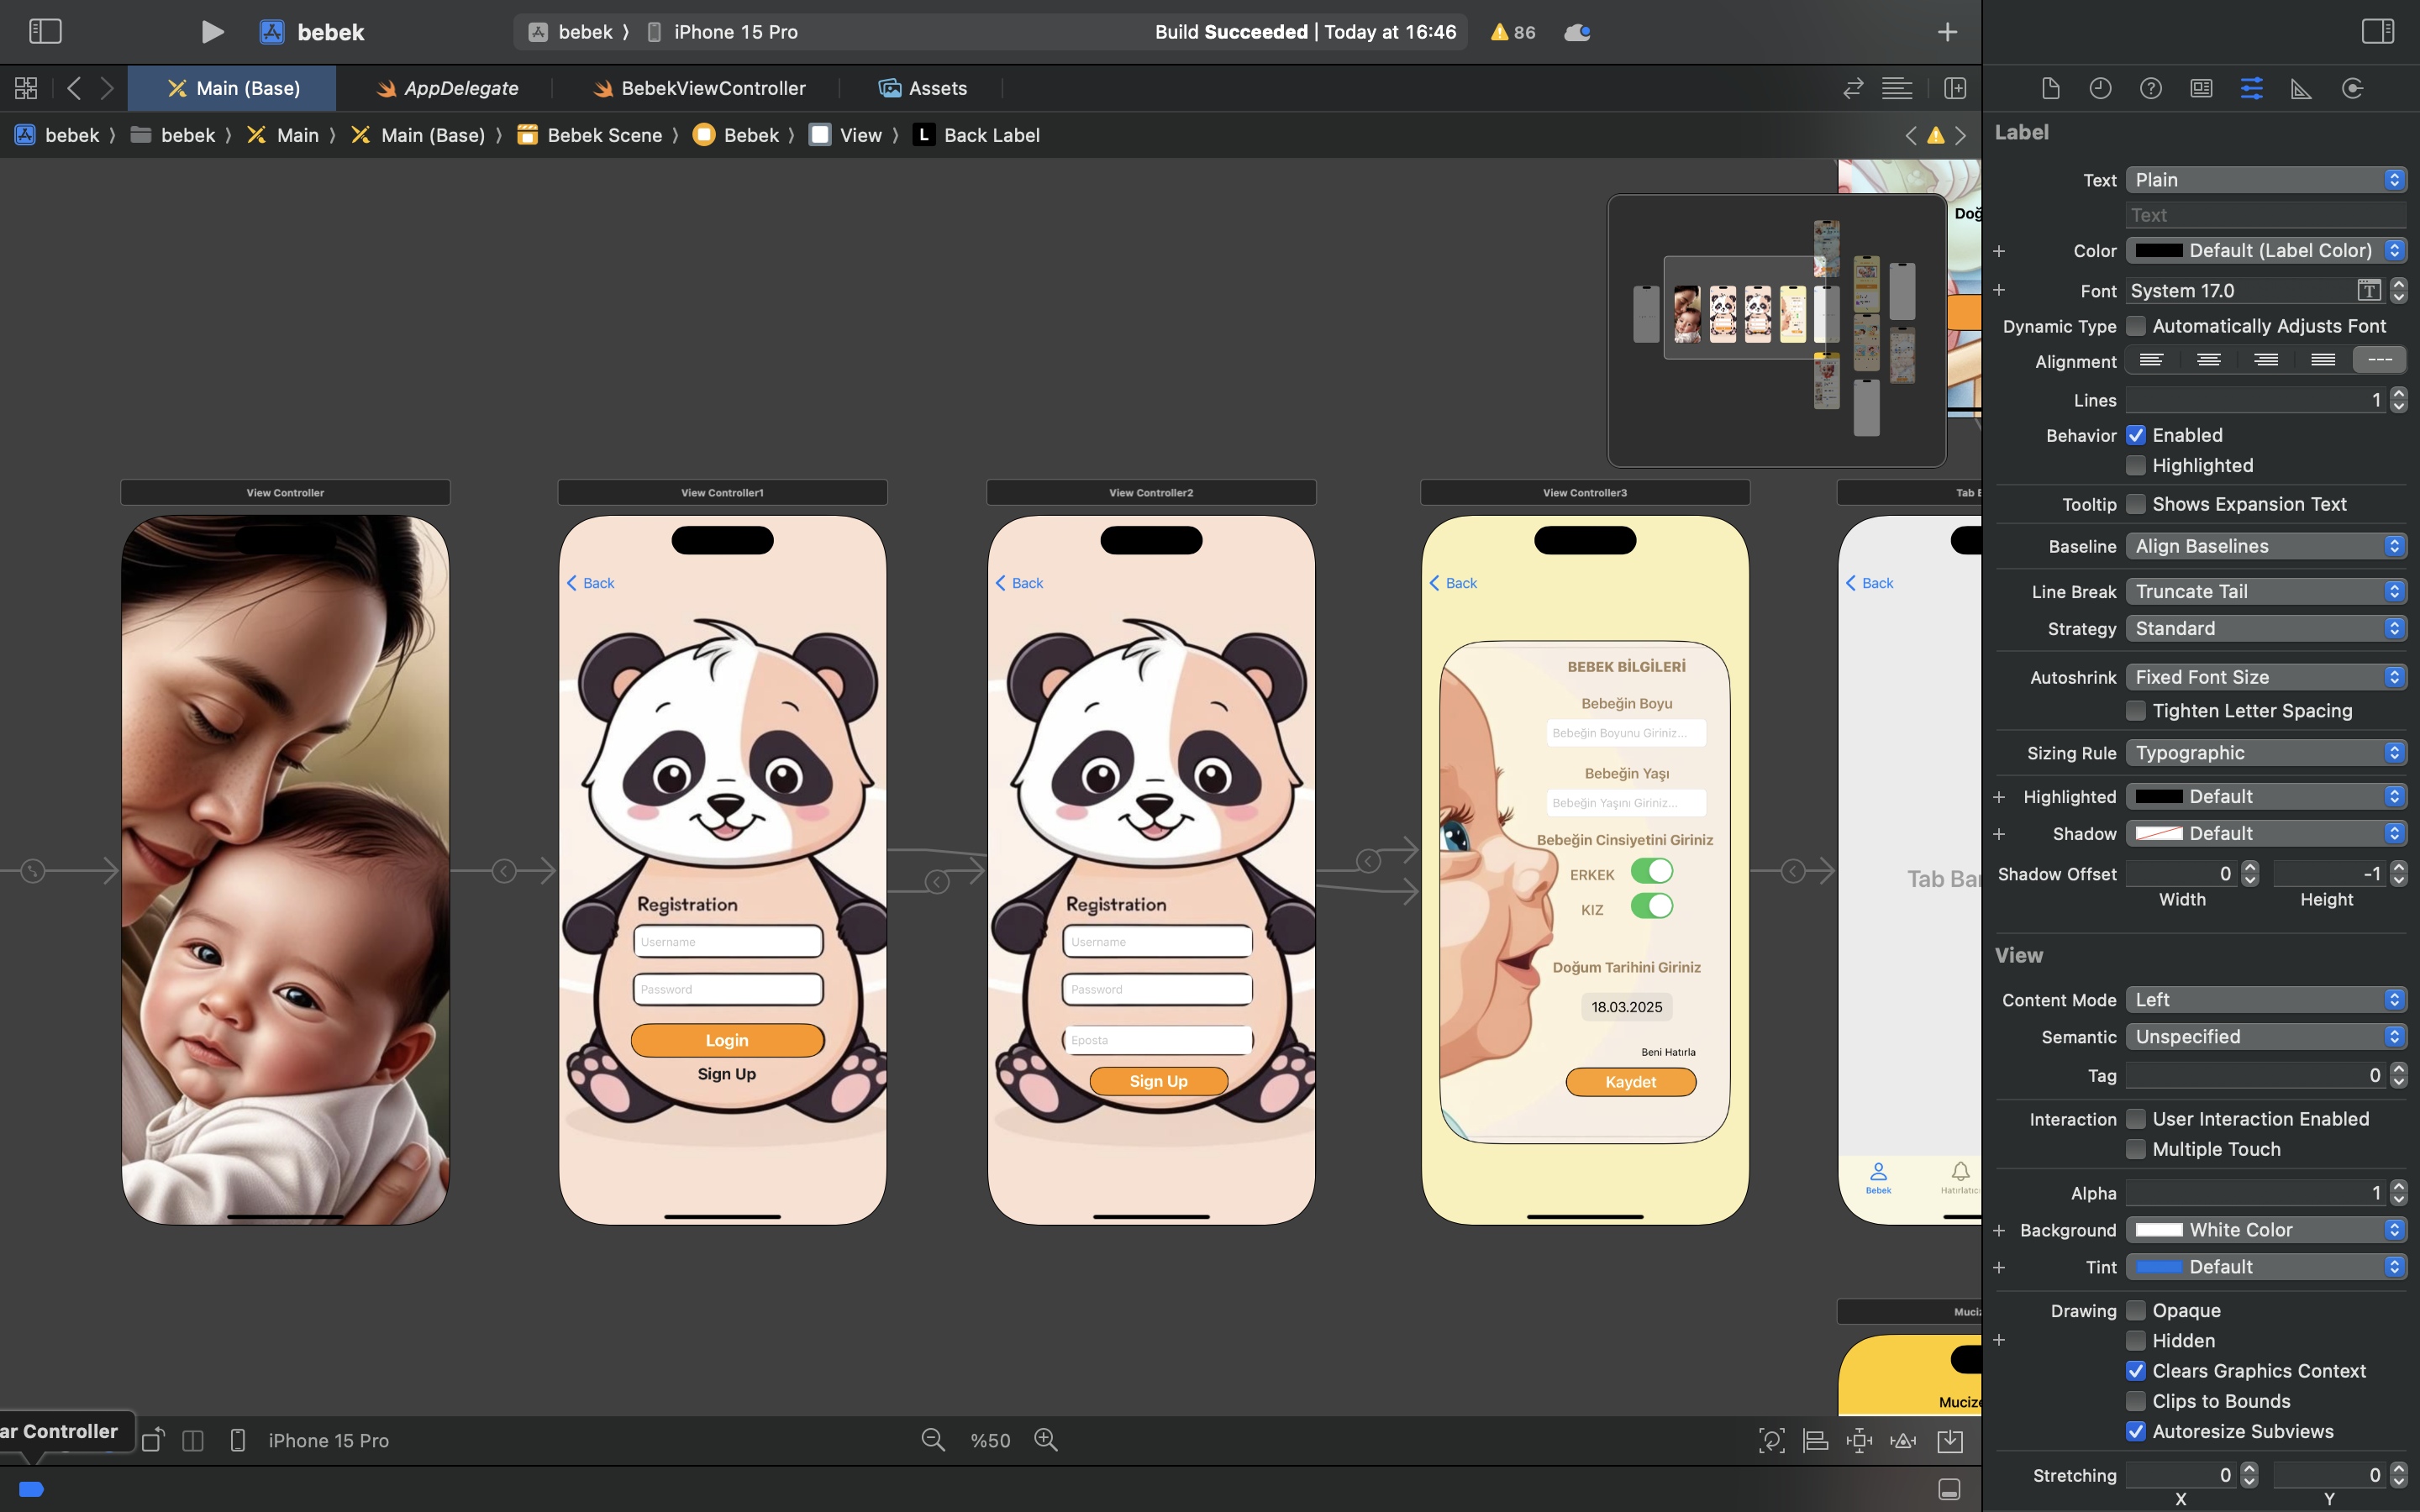 bebek
bebek
iPhone 15 Pro
Build Succeeded | Today at 16:46
86
Main (Base)
AppDelegate
BebekViewController
Assets
bebek
bebek
Main
Main (Base)
Bebek Scene
Bebek
View
L
Back Label
View Controller
View Controller1
View Controller2
View Controller3
Tab B
Back
Registration
Username
Password
Login
Sign Up
Back
Registration
Username
Password
Eposta
Sign Up
Back
BEBEK BİLGİLERİ
Bebeğin Boyu
Bebeğin Boyunu Giriniz...
Bebeğin Yaşı
Bebeğin Yaşını Giriniz...
Bebeğin Cinsiyetini Giriniz
ERKEK
KIZ
Doğum Tarihini Giriniz
18.03.2025
Beni Hatırla
Kaydet
Back
Tab Bar
Bebek
Hatırlatıc
Doğ
Muciz
Mucize
ar Controller
iPhone 15 Pro
%50
Label
Text Plain
Text
Color Default (Label Color)
Font System 17.0
Dynamic Type Automatically Adjusts Font
Alignment ---
Lines 1
Behavior Enabled
Highlighted
Tooltip Shows Expansion Text
Baseline Align Baselines
Line Break Truncate Tail
Strategy Standard
Autoshrink Fixed Font Size
Tighten Letter Spacing
Sizing Rule Typographic
Highlighted Default
Shadow Default
Shadow Offset 0 -1
Width Height
View
Content Mode Left
Semantic Unspecified
Tag 0
Interaction User Interaction Enabled
Multiple Touch
Alpha 1
Background White Color
Tint Default
Drawing Opaque
Hidden
Clears Graphics Context
Clips to Bounds
Autoresize Subviews
Stretching 0 0
X Y